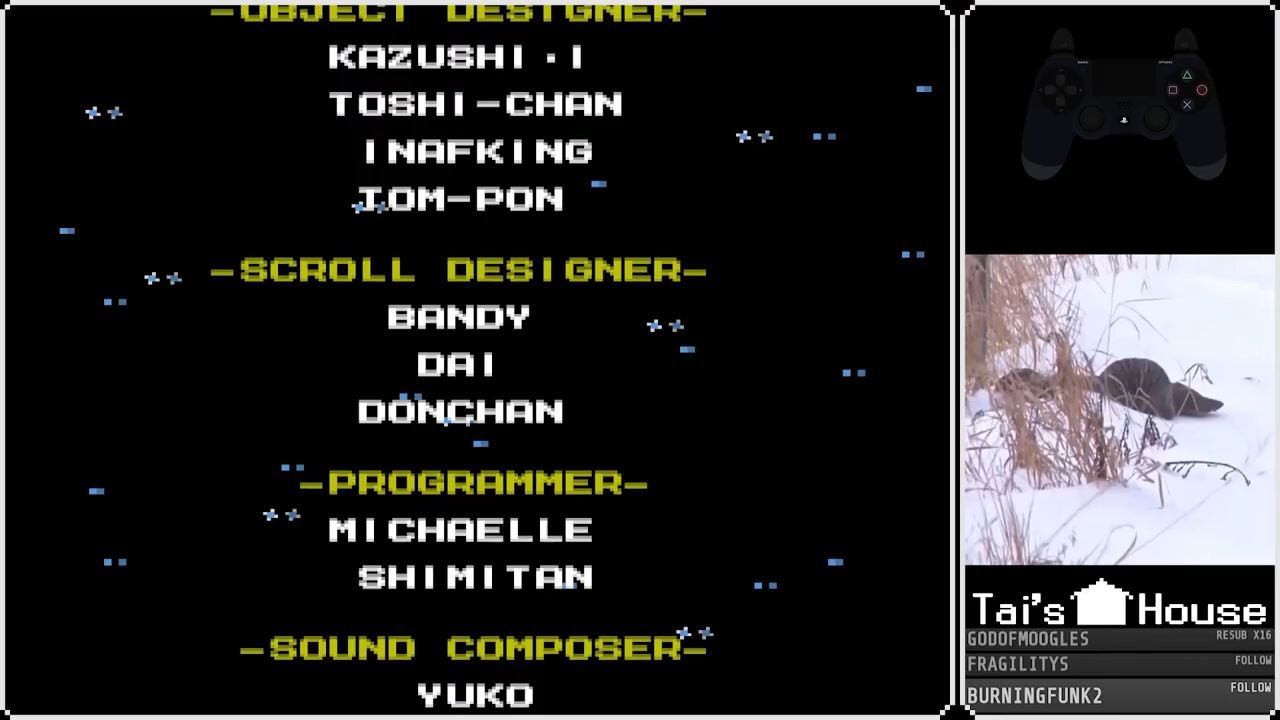 -OBJECT DESIGNER-
KAZUSHI·I
TOSHI-CHAN
INAFKING
TOM-PON
-SCROLL DESIGNER-
BANDY
DAI
DONCHAN
-PROGRAMMER-
MICHAELLE
SHIMITAN
-SOUND COMPOSER-
YUKO
Tai's House
GODOFMOOGLES RESUB X16
FRAGILITYS FOLLOW
BURNINGFUNK2 FOLLOW